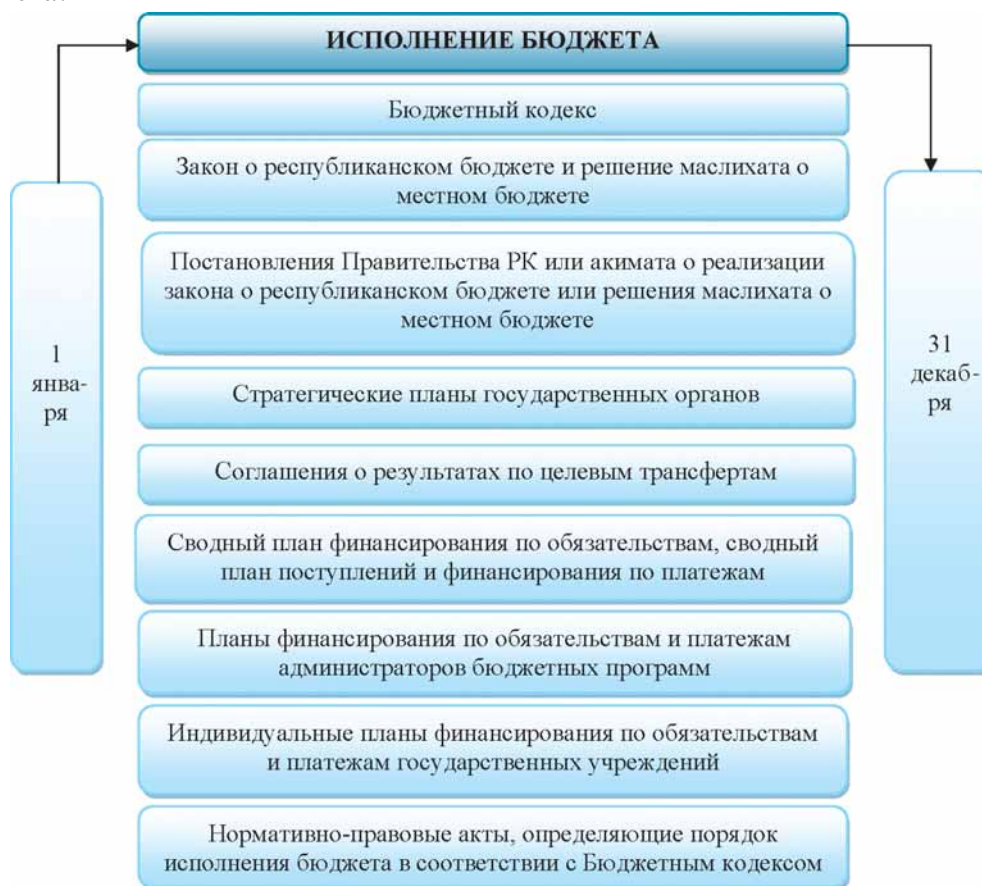 ИСПОЛНЕНИЕ БЮДЖЕТА
Бюджетный кодекс
Закон о республиканском бюджете и решение маслихата о
местном бюджете
Постановления Правительства РК или акимата о реализации
закона о республиканском бюджете или решения маслихата о
местном бюджете
1
янва-
ря
31
декаб-
ря
Стратегические планы государственных органов
Соглашения о результатах по целевым трансфертам
Сводный план финансирования по обязательствам, сводный
план поступлений и финансирования по платежам
Планы финансирования по обязательствам и платежам
администраторов бюджетных программ
Индивидуальные планы финансирования по обязательствам
и платежам государственных учреждений
Нормативно-правовые акты, определяющие порядок
исполнения бюджета в соответствии с Бюджетным кодексом